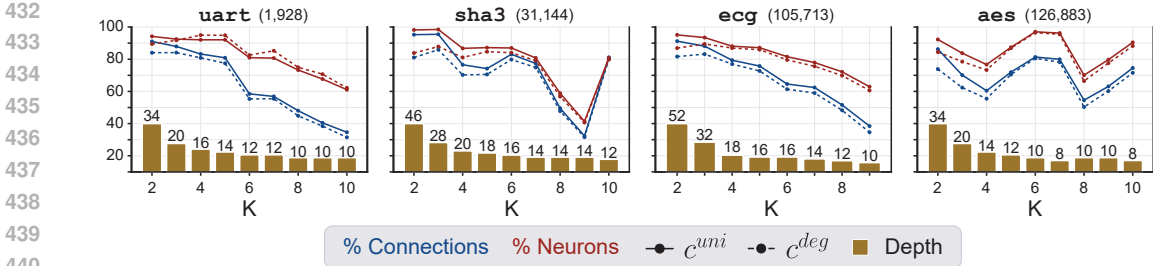 432
433
434
435
436
437
438
439
440
uart (1,928)
100
80
60
40
20
34 20 16 14 12 12 10 10 10
2 4 6 8 10
K
sha3 (31,144)
46 28 20 18 16 14 14 14 12
2 4 6 8 10
K
ecg (105,713)
52 32 18 16 16 14 12 10
2 4 6 8
K
aes (126,883)
34 20 14 12 10 8 10 10 8
2 4 6 8 10
K
% Connections % Neurons c^{uni} c^{deg} Depth